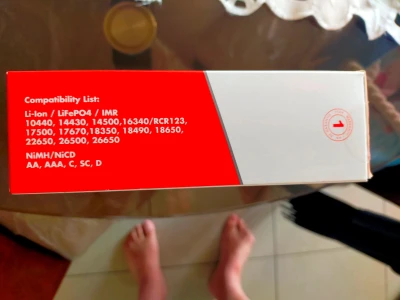 Compatibility List:
Li-Ion / LiFePO4 / IMR
10440, 14430, 14500,16340/RCR123,
17500, 17670,18350, 18490, 18650,
22650, 26500, 26650
NiMH/NiCD
AA, AAA, C, SC, D
1